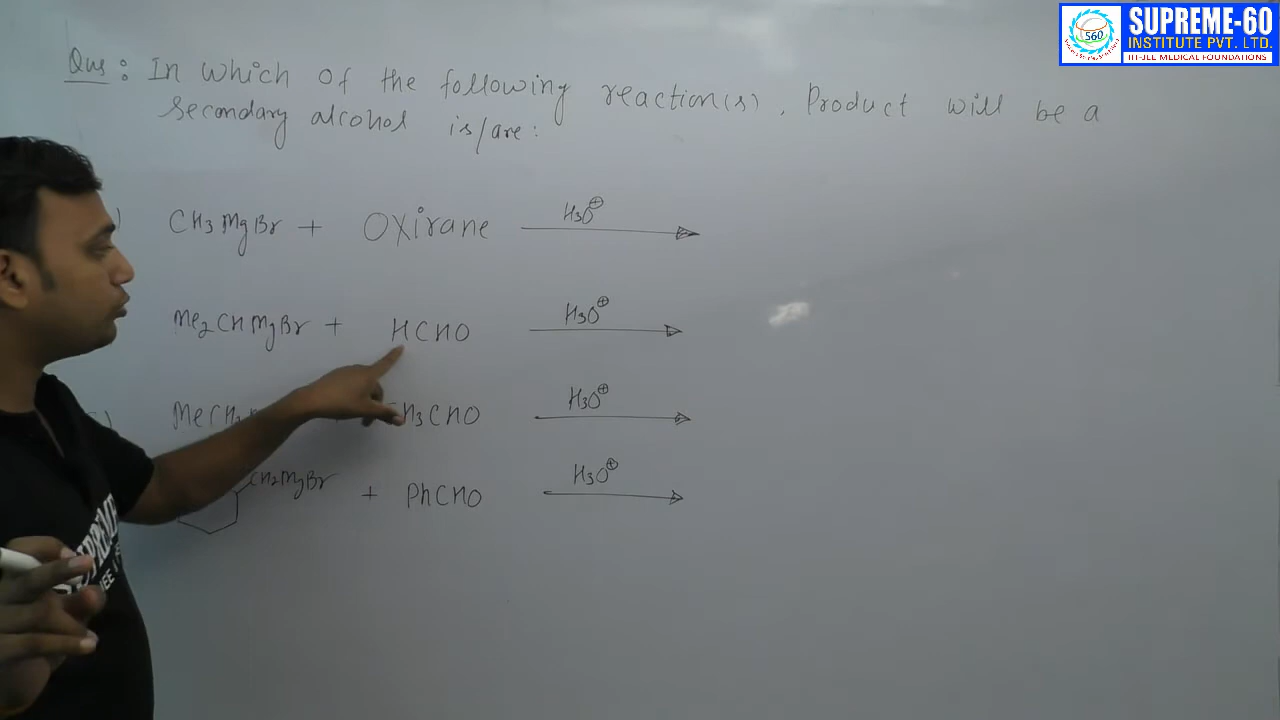 SUPREME-60
INSTITUTE PVT. LTD.
IIT-JEE MEDICAL FOUNDATIONS
S60
Qus : In which of the following reaction(s), Product will be a
secondary alcohol is/are:
) CH3MgBr + Oxirane H3O⊕
Me2CHMgBr + HCHO H3O⊕
) + CH3CHO H3O⊕
CH2MgBr + PhCHO H3O⊕